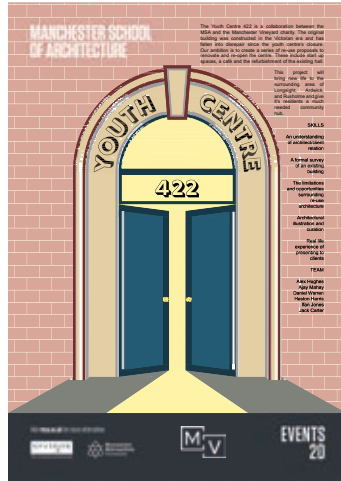 MANCHESTER SCHOOL
OF ARCHITECTURE
The Youth Centre 422 is a collaboration between the
MSA and the Manchester Vineyard charity. The original
building was constructed in the Victorian era and has
fallen into disrepair since the youth centre's closure.
Our ambition is to create a series of re-use proposals to
renovate and re-open the centre. These include start up
spaces, a café and the refurbishment of the existing hall.
This project will
bring new life to the
surrounding area of
Longsight, Ardwick,
and Rusholme and give
it's residents a much
needed community
hub.
SKILLS
An understanding
of architect/client
relation
A formal survey
of an existing
building
The limitations
and opportunities
surrounding
re-use
architecture
Architectural
illustration and
curation
Real life
experience of
presenting to
clients
TEAM
Alex Hughes
Ajay Mahay
Daniel Warren
Heston Harris
Ben Jones
Jack Carter
YOUTH CENTRE
422
Manchester
Metropolitan
University
M
V
EVENTS
20